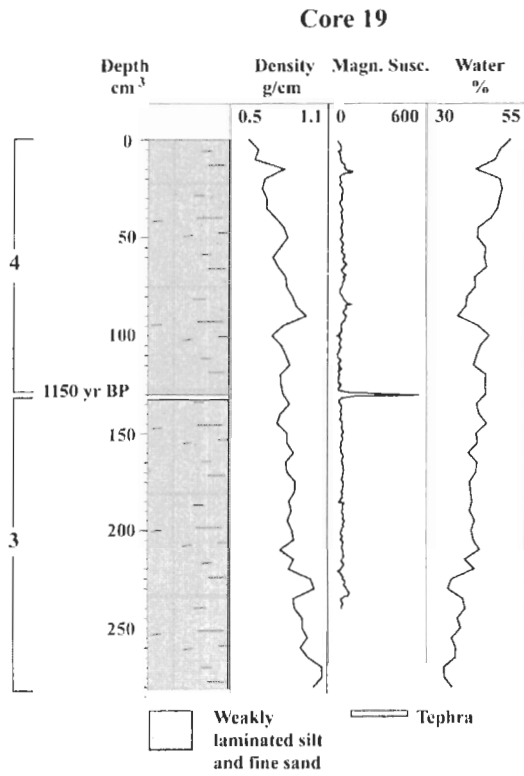 Core 19
Depth Density Magn. Susc. Water
cm³ g/cm %
0.5 1.1 0 600 30 55
0
50
4
100
1150 yr BP
150
200
3
250
Weakly Tephra
laminated silt
and fine sand